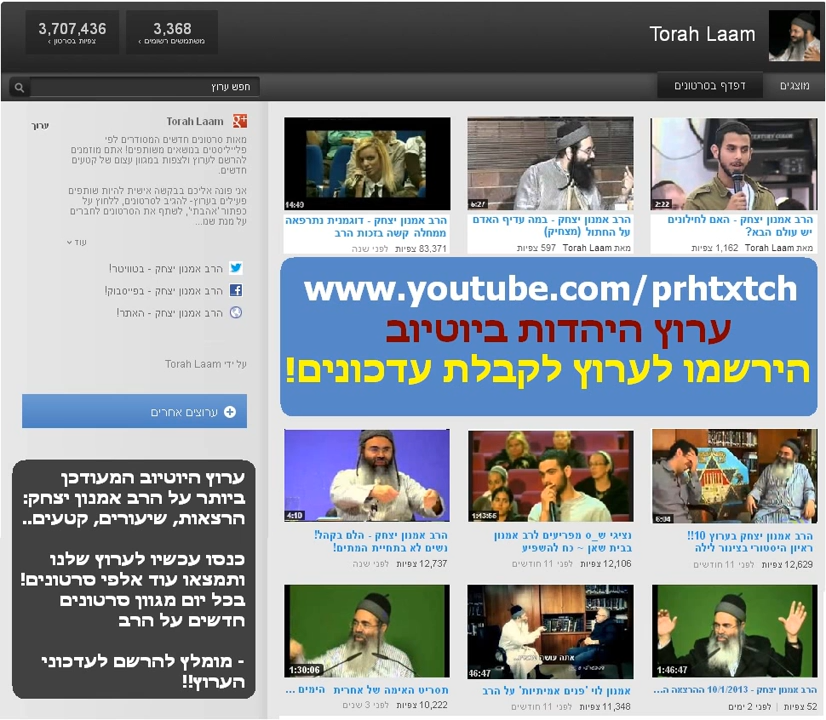 Torah Laam
3,368
משתמשים רשומים ›
3,707,436
צפיות בסרטון ›
מוצגים
דפדף בסרטונים
חפש ערוץ
Torah Laam
ערוך
מאות סרטונים חדשים המסודרים לפי
פלייליסטים בנושאים משותפים! אתם מוזמנים
להרשם לערוץ ולצפות במגוון עצום של קטעים
חדשים.
אני פונה אליכם בבקשה אישית להיות שותפים
פעילים בערוץ- להגיב לסרטונים, ללחוץ על
כפתור 'אהבתי', לשתף את הסרטונים לחברים
על מנת שנ...
עוד
הרב אמנון יצחק - בטוויטר!
הרב אמנון יצחק - בפייסבוק!
הרב אמנון יצחק - האתר!
על ידי Torah Laam
ערוצים אחרים
ערוץ היוטיוב המעודכן
ביותר על הרב אמנון יצחק:
הרצאות, שיעורים, קטעים..
כנסו עכשיו לערוץ שלנו
ותמצאו עוד אלפי סרטונים!
בכל יום מגוון סרטונים
חדשים על הרב
- מומלץ להרשם לעדכוני
הערוץ!!
2:22
הרב אמנון יצחק - האם לחילונים
יש עולם הבא?
מאת Torah Laam 1,162 צפיות
6:27
הרב אמנון יצחק - במה עדיף האדם
על החתול (מצחיק)
מאת Torah Laam 597 צפיות
14:49
הרב אמנון יצחק - דוגמנית נתרפאה
ממחלה קשה בזכות הרב
83,371 צפיות לפני שנה
www.youtube.com/prhtxtch
ערוץ היהדות ביוטיוב
הירשמו לערוץ לקבלת עדכונים!
6:04
הרב אמנון יצחק בערוץ 10!!
ראיון היסטורי בצינור לילה
12,629 צפיות לפני 11 חודשים
1:43:56
נציגי ש_ס מפריעים לרב אמנון
בבית שאן ~ כח להשפיע
12,106 צפיות לפני 11 חודשים
4:10
הרב אמנון יצחק - הלם בקהל!
נשים לא בתחיית המתים!
12,737 צפיות לפני שנה
1:46:47
הרב אמנון יצחק - 10/1/2013 ההרצאה ה...
52 צפיות לפני 2 ימים
אתה עושה
46:47
אמנון לוי 'פנים אמיתיות' על הרב
11,348 צפיות לפני 11 חודשים
1:30:06
תסריט האימה של אחרית הימים ...
10,222 צפיות לפני 3 שנים